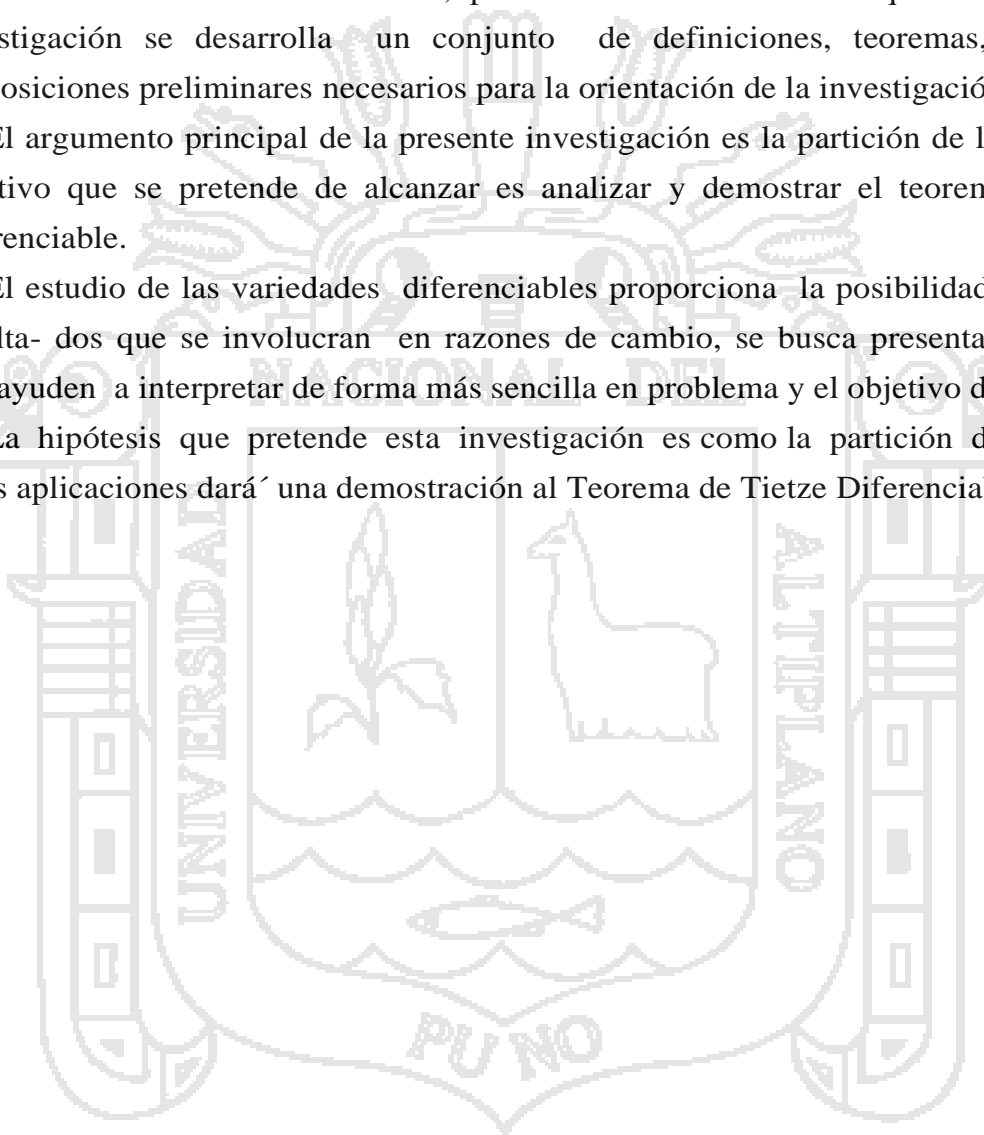 stigación se desarrolla un conjunto de definiciones, teoremas,
osiciones preliminares necesarios para la orientación de la investigació
El argumento principal de la presente investigación es la partición de l
tivo que se pretende de alcanzar es analizar y demostrar el teorem
renciable.
El estudio de las variedades diferenciables proporciona la posibilidad
lta- dos que se involucran en razones de cambio, se busca presenta
ayuden a interpretar de forma más sencilla en problema y el objetivo d
La hipótesis que pretende esta investigación es como la partición d
s aplicaciones dará´ una demostración al Teorema de Tietze Diferencia
NACIONAL DEL
UNIVERSIDAD
ALTIPLANO
PUNO